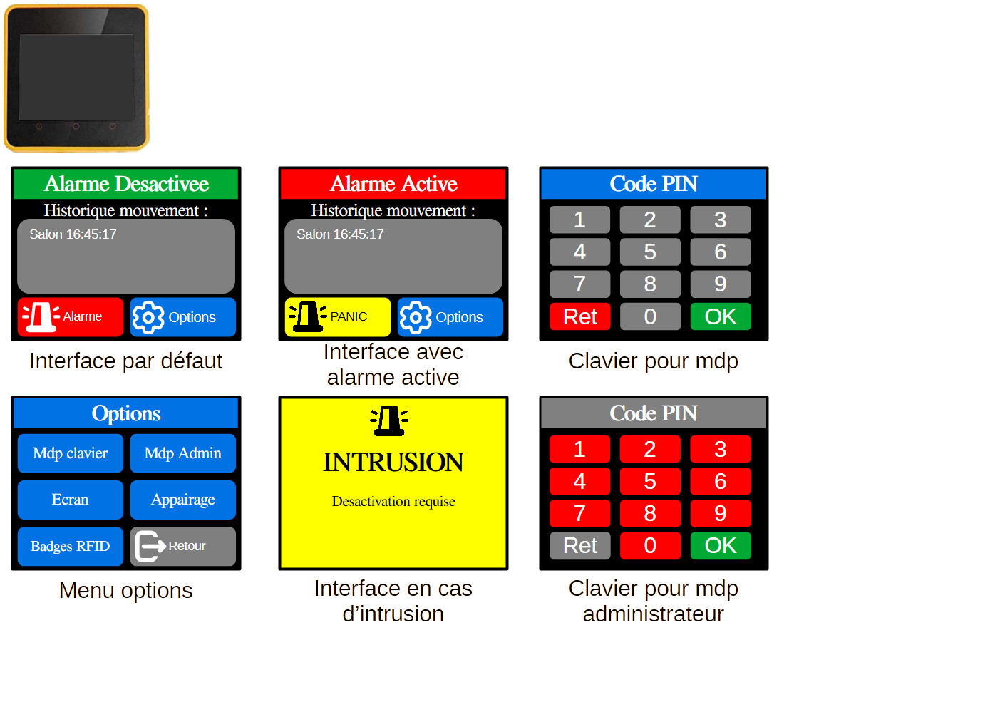 Alarme Desactivee
Historique mouvement :
Salon 16:45:17
Alarme
Options
Interface par défaut
Alarme Active
Historique mouvement :
Salon 16:45:17
PANIC
Options
Interface avec
alarme active
Code PIN
1 2 3
4 5 6
7 8 9
Ret 0 OK
Clavier pour mdp
Options
Mdp clavier
Mdp Admin
Ecran
Appairage
Badges RFID
Retour
Menu options
INTRUSION
Desactivation requise
Interface en cas
d’intrusion
Code PIN
1 2 3
4 5 6
7 8 9
Ret 0 OK
Clavier pour mdp
administrateur